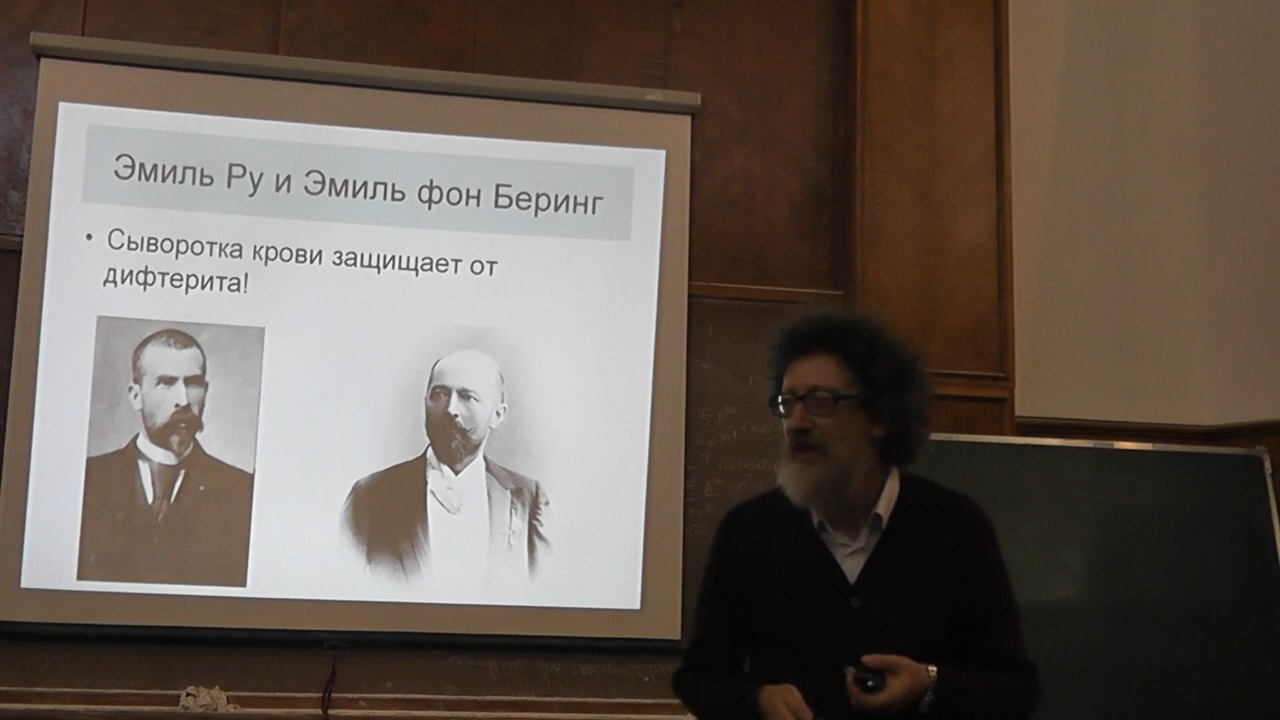 Эмиль Ру и Эмиль фон Беринг
• Сыворотка крови защищает от
дифтерита!